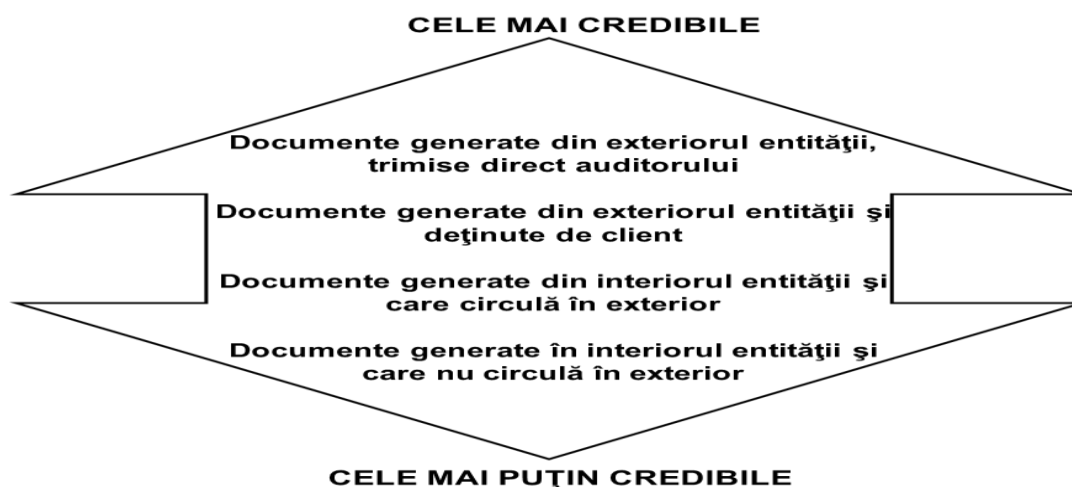 CELE MAI CREDIBILE
Documente generate din exteriorul entităţii,
trimise direct auditorului
Documente generate din exteriorul entităţii şi
deţinute de client
Documente generate din interiorul entităţii şi
care circulă în exterior
Documente generate în interiorul entităţii şi
care nu circulă în exterior
CELE MAI PUŢIN CREDIBILE